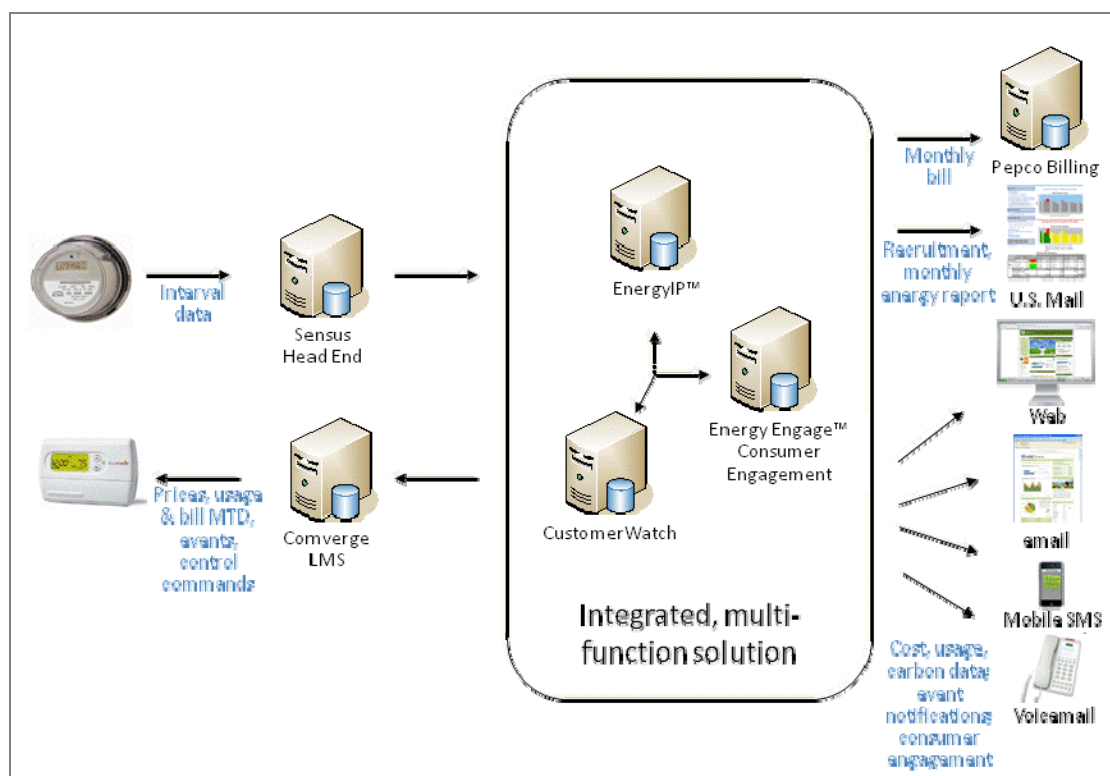 Interval
data
Sensus
Head End
Prices, usage
& bill MTD,
events,
control
commands
Comverge
LMS
EnergyIP™
Energy Engage™
Consumer
Engagement
CustomerWatch
Integrated, multi-
function solution
Monthly
bill
Pepco Billing
Recruitment,
monthly
energy report
U.S. Mail
Web
email
Mobile SMS
Cost, usage,
carbon data;
event
notifications;
consumer
engagement
Voicemail